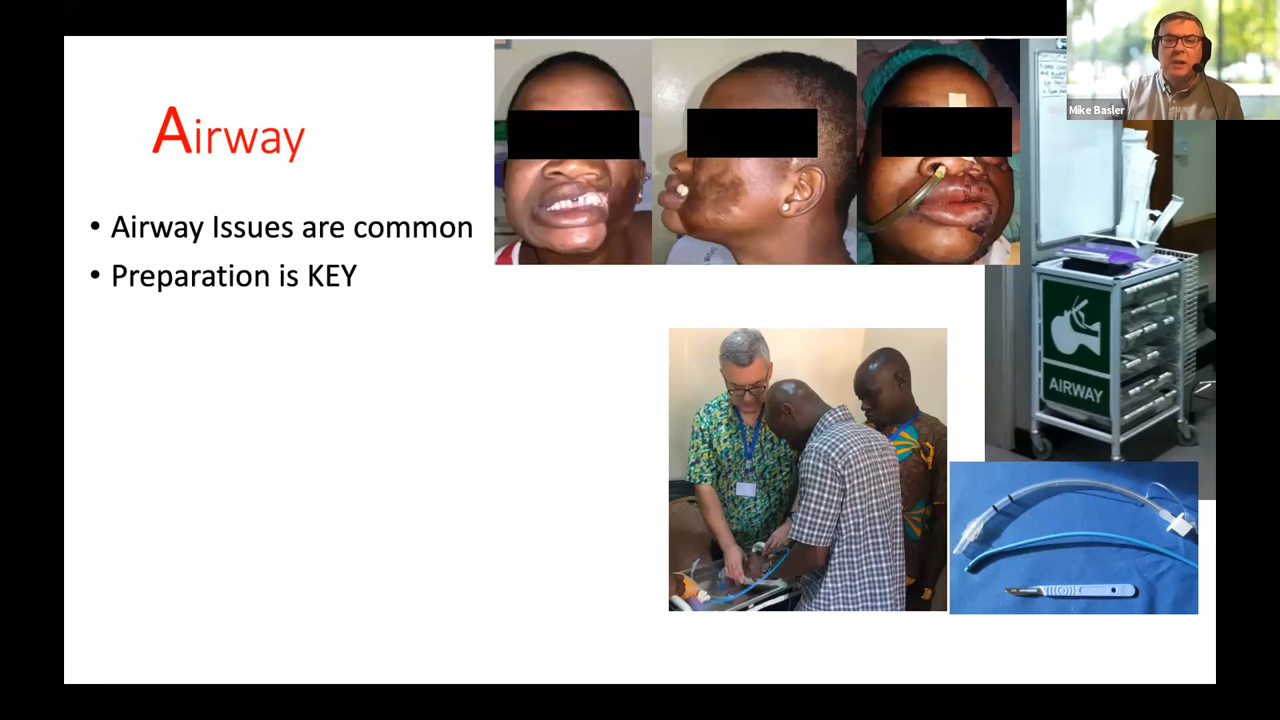 Mike Basler
Airway
• Airway Issues are common
• Preparation is KEY
AIRWAY